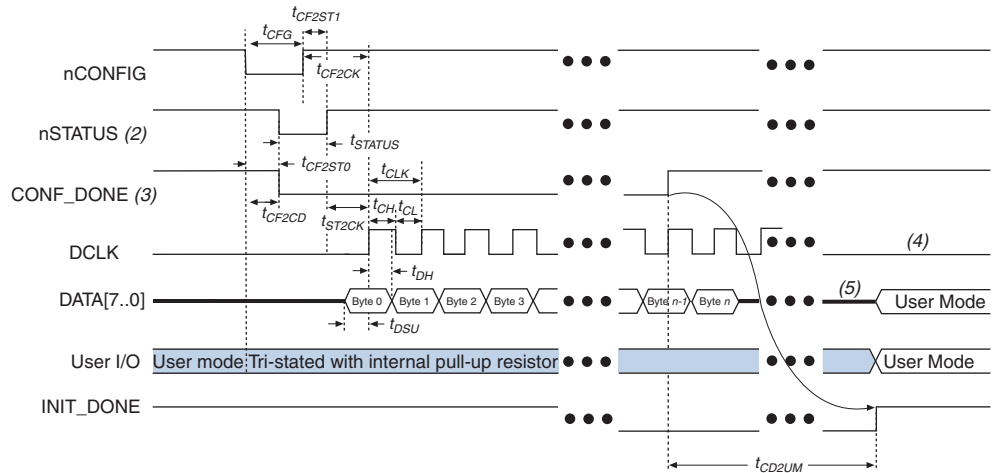 tCF2ST1
tCFG
nCONFIG
tCF2CK
nSTATUS (2)
tSTATUS
tCF2ST0
tCLK
CONF_DONE (3)
tCF2CD
tST2CK
tCH
tCL
DCLK
(4)
tDH
DATA[7..0]
Byte 0
Byte 1
Byte 2
Byte 3
Byte n-1
Byte n
(5)
User Mode
tDSU
User I/O
User mode
Tri-stated with internal pull-up resistor
User Mode
INIT_DONE
tCD2UM